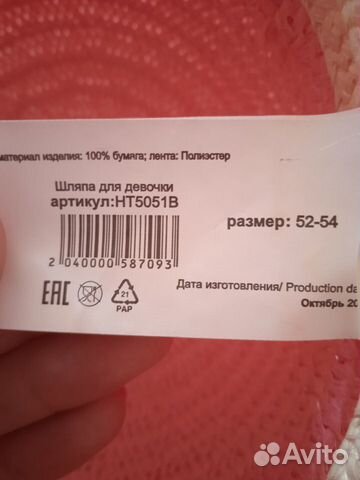 материал изделия: 100% бумага; лента: Полиэстер
Шляпа для девочки
артикул:HT5051B
размер: 52-54
2 040000 587093
EAC
21
PAP
Дата изготовления/ Production da
Октябрь 20
Avito